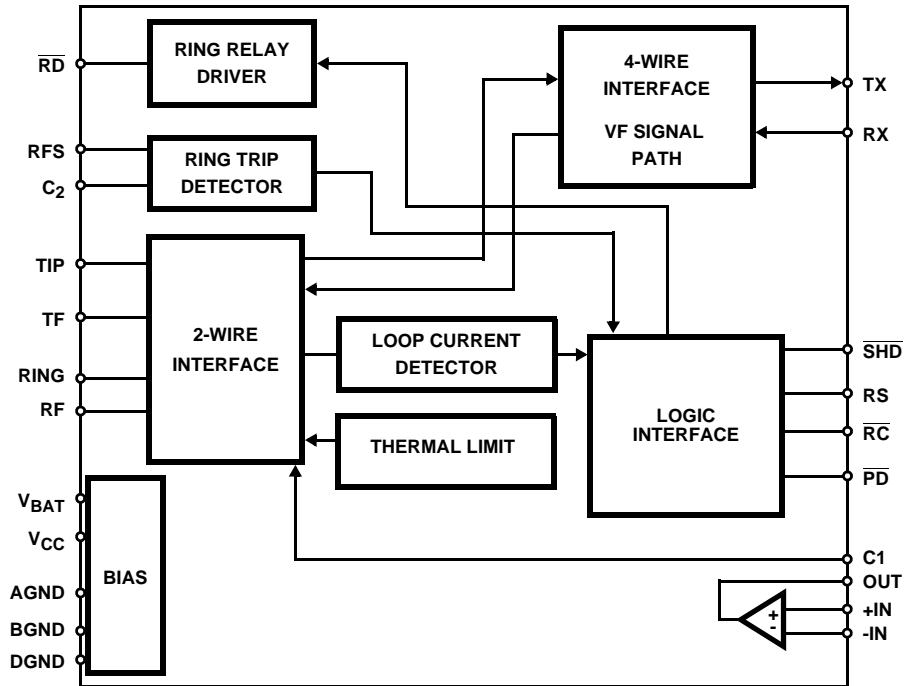 RD
RING RELAY
DRIVER
4-WIRE
INTERFACE
VF SIGNAL
PATH
TX
RX
RFS
C2
RING TRIP
DETECTOR
TIP
TF
RING
RF
2-WIRE
INTERFACE
LOOP CURRENT
DETECTOR
THERMAL LIMIT
LOGIC
INTERFACE
SHD
RS
RC
PD
VBAT
VCC
AGND
BGND
DGND
BIAS
C1
OUT
+IN
-IN
+
-